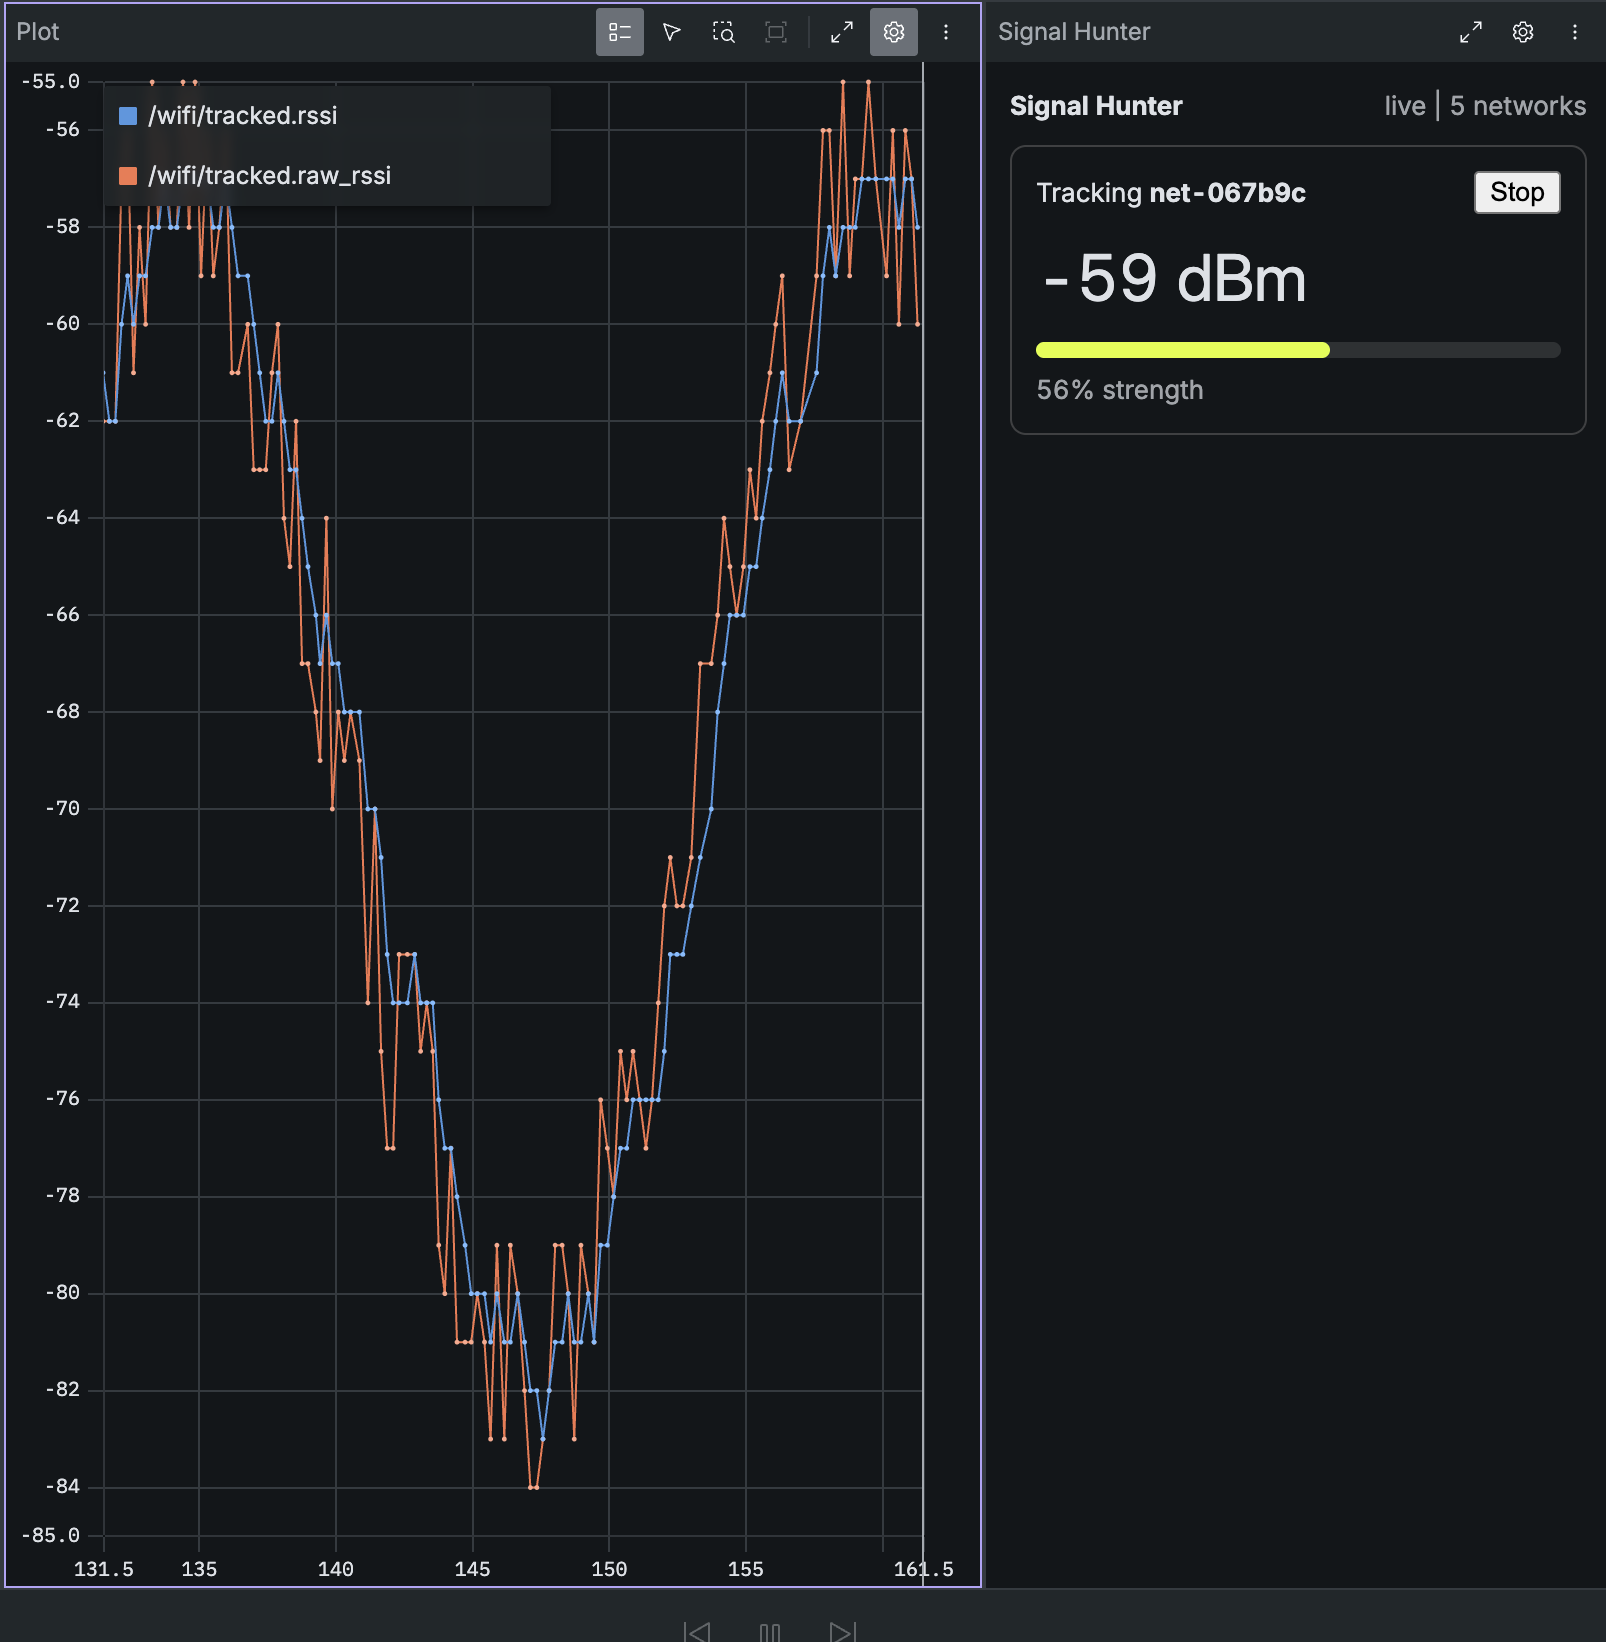 Plot
-55.0
-56
-58
-60
-62
-64
-66
-68
-70
-72
-74
-76
-78
-80
-82
-84
-85.0
/wifi/tracked.rssi
/wifi/tracked.raw_rssi
131.5 135 140 145 150 155 161.5
Signal Hunter
Signal Hunter live | 5 networks
Tracking net-067b9c Stop
-59 dBm
56% strength